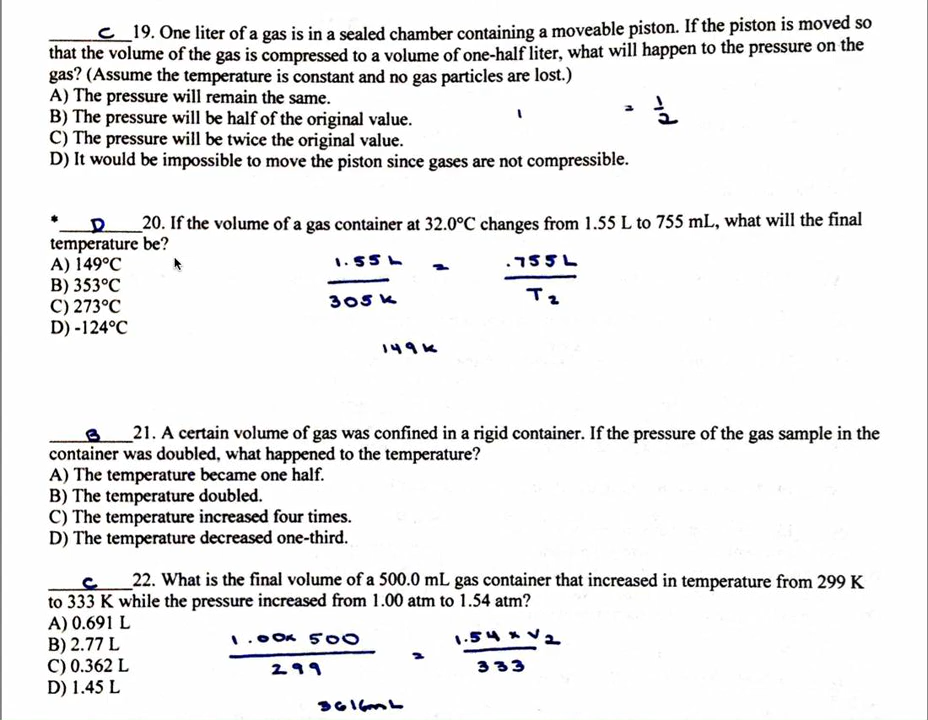 C 19. One liter of a gas is in a sealed chamber containing a moveable piston. If the piston is moved so
that the volume of the gas is compressed to a volume of one-half liter, what will happen to the pressure on the
gas? (Assume the temperature is constant and no gas particles are lost.)
A) The pressure will remain the same.
B) The pressure will be half of the original value.
1 = 1/2
C) The pressure will be twice the original value.
D) It would be impossible to move the piston since gases are not compressible.
* D 20. If the volume of a gas container at 32.0°C changes from 1.55 L to 755 mL, what will the final
temperature be?
A) 149°C
B) 353°C
C) 273°C
D) -124°C
1.55L = .755L
305K T2
149K
B 21. A certain volume of gas was confined in a rigid container. If the pressure of the gas sample in the
container was doubled, what happened to the temperature?
A) The temperature became one half.
B) The temperature doubled.
C) The temperature increased four times.
D) The temperature decreased one-third.
C 22. What is the final volume of a 500.0 mL gas container that increased in temperature from 299 K
to 333 K while the pressure increased from 1.00 atm to 1.54 atm?
A) 0.691 L
B) 2.77 L
C) 0.362 L
D) 1.45 L
1.00x 500 = 1.54 x V2
299 333